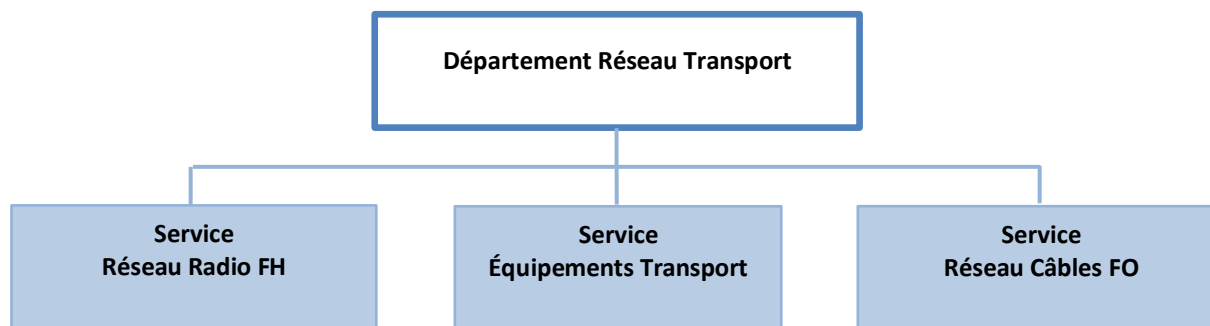 Département Réseau Transport
Service
Réseau Radio FH
Service
Équipements Transport
Service
Réseau Câbles FO